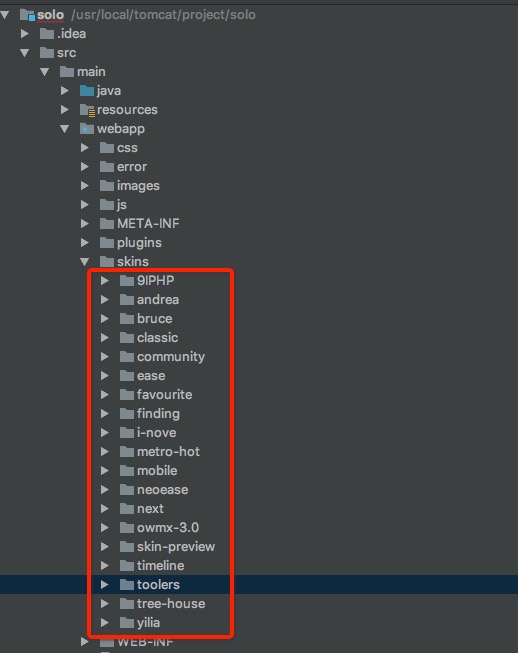 solo /usr/local/tomcat/project/solo
.idea
src
main
java
resources
webapp
css
error
images
js
META-INF
plugins
skins
9IPHP
andrea
bruce
classic
community
ease
favourite
finding
i-nove
metro-hot
mobile
neoease
next
owmx-3.0
skin-preview
timeline
toolers
tree-house
yilia
WEB-INF